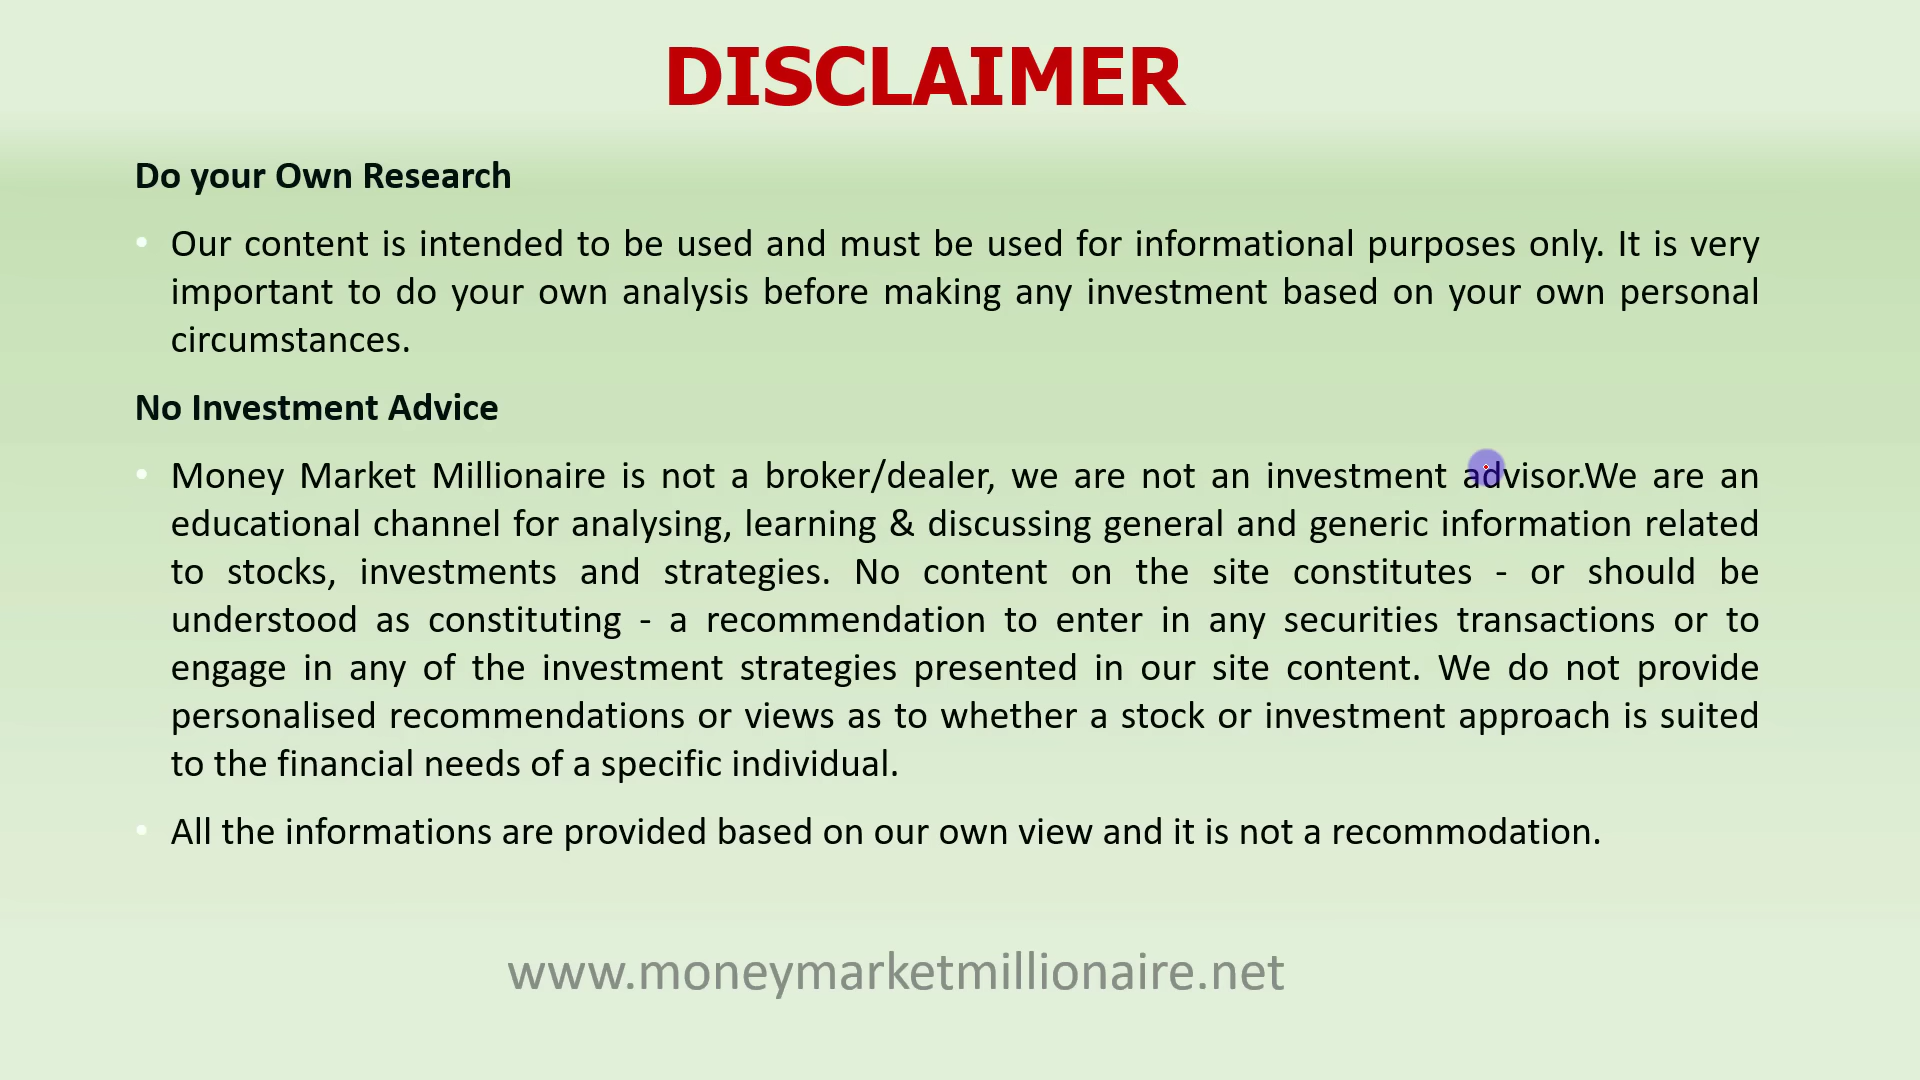 DISCLAIMER
Do your Own Research
• Our content is intended to be used and must be used for informational purposes only. It is very
important to do your own analysis before making any investment based on your own personal
circumstances.
No Investment Advice
• Money Market Millionaire is not a broker/dealer, we are not an investment advisor.We are an
educational channel for analysing, learning & discussing general and generic information related
to stocks, investments and strategies. No content on the site constitutes - or should be
understood as constituting - a recommendation to enter in any securities transactions or to
engage in any of the investment strategies presented in our site content. We do not provide
personalised recommendations or views as to whether a stock or investment approach is suited
to the financial needs of a specific individual.
• All the informations are provided based on our own view and it is not a recommodation.
www.moneymarketmillionaire.net